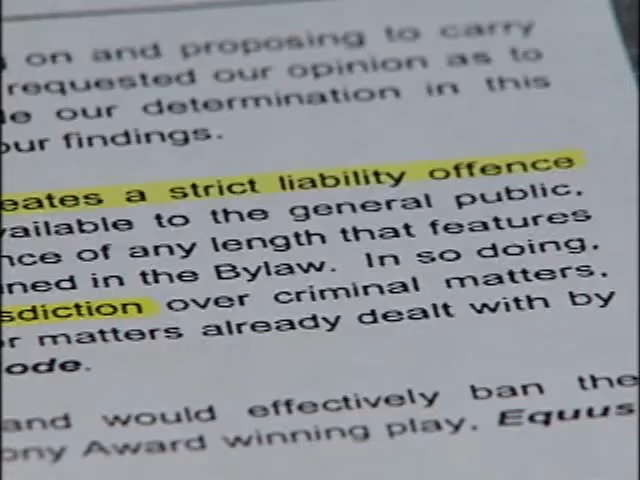 on and proposing to carry
requested our opinion as to
our determination in this
our findings.
eates a strict liability offence
vailable to the general public,
nce of any length that features
ned in the Bylaw. In so doing,
sdiction over criminal matters,
r matters already dealt with by
ode.
and would effectively ban the
ony Award winning play, Equus